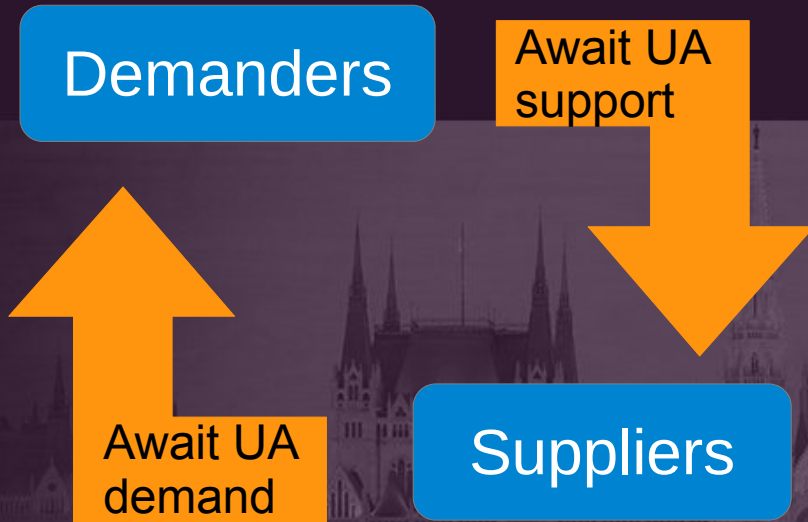 Demanders
Await UA
support
Await UA
demand
Suppliers